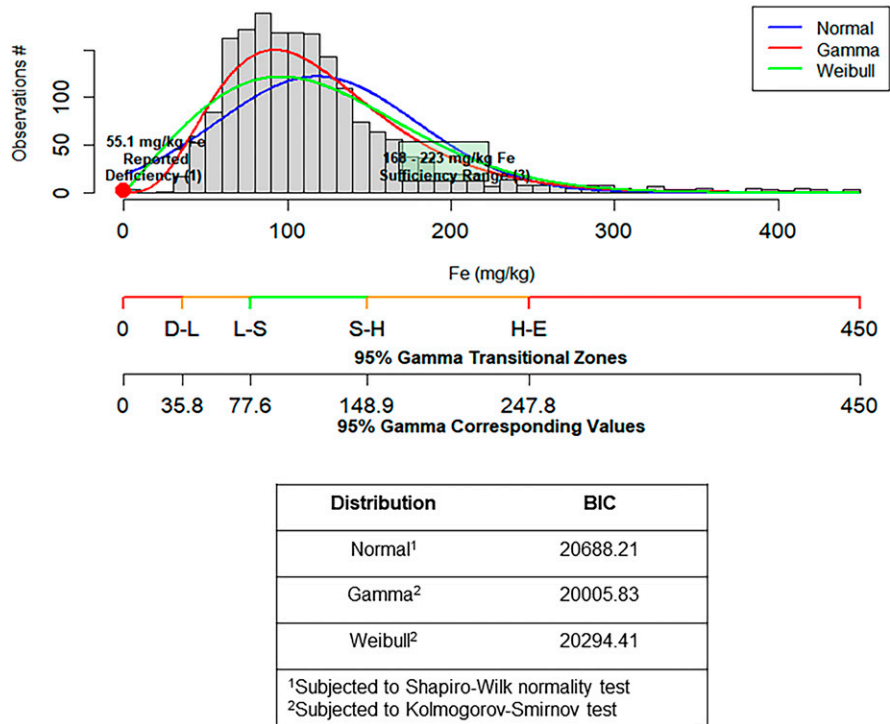 Observations #
0 50 100
Normal
Gamma
Weibull
55.1 mg/kg Fe
Reported
Deficiency (1)
168 - 223 mg/kg Fe
Sufficiency Range (3)
0 100 200 300 400
Fe (mg/kg)
0 D-L L-S S-H H-E 450
95% Gamma Transitional Zones
0 35.8 77.6 148.9 247.8 450
95% Gamma Corresponding Values
Distribution BIC
Normal¹ 20688.21
Gamma² 20005.83
Weibull² 20294.41
¹Subjected to Shapiro-Wilk normality test
²Subjected to Kolmogorov-Smirnov test